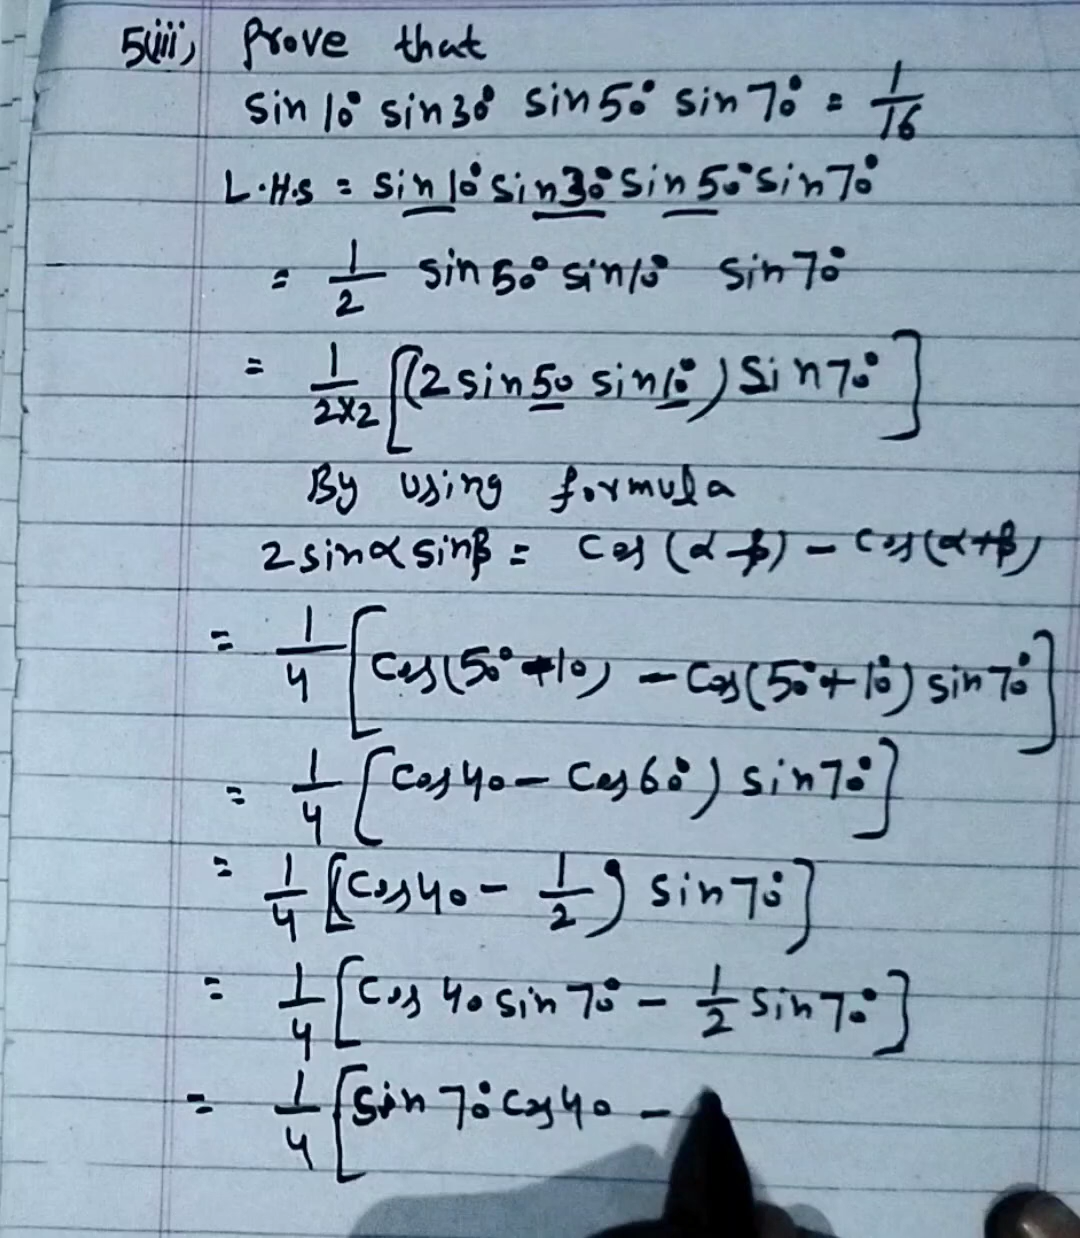 5(iii) Prove that
sin 10° sin 30° sin 50° sin 70° = 1/16
L.H.S = sin 10° sin 30° sin 50° sin 70°
= 1/2 sin 50° sin 10° sin 70°
= 1/2×2 [(2 sin 50 sin 10°) sin 70°]
By using formula
2 sin α sin β = cos (α - β) - cos (α + β)
= 1/4 [cos (50° - 10) - cos (50° + 10°) sin 70°]
= 1/4 [cos 40 - cos 60°) sin 70°]
= 1/4 [(cos 40 - 1/2) sin 70°]
= 1/4 [cos 40 sin 70° - 1/2 sin 70°]
= 1/4 [sin 70° cos 40 -